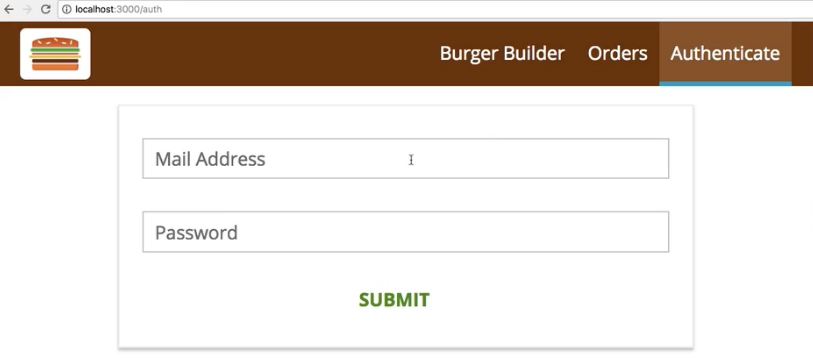 localhost:3000/auth
Burger Builder Orders Authenticate
Mail Address
Password
SUBMIT